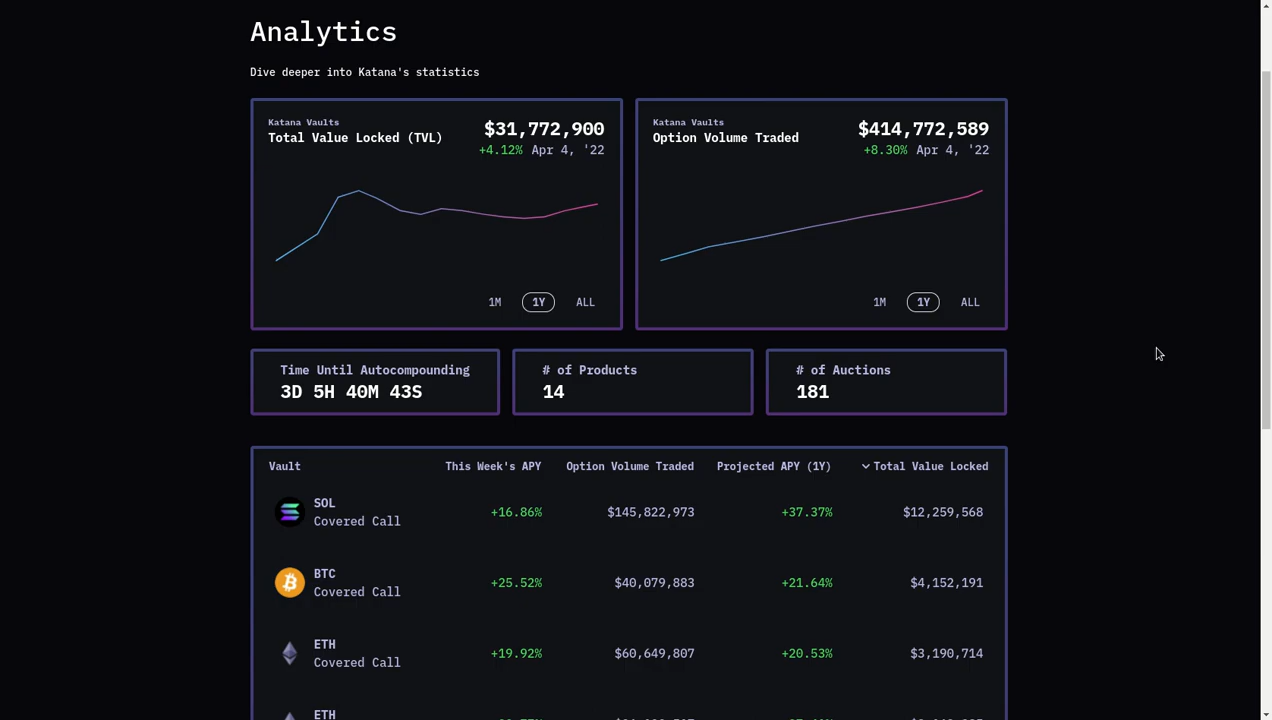 Analytics
Dive deeper into Katana's statistics
Katana Vaults
Total Value Locked (TVL)
$31,772,900
+4.12% Apr 4, '22
1M 1Y ALL
Katana Vaults
Option Volume Traded
$414,772,589
+8.30% Apr 4, '22
1M 1Y ALL
Time Until Autocompounding
3D 5H 40M 43S
# of Products
14
# of Auctions
181
Vault This Week's APY Option Volume Traded Projected APY (1Y) Total Value Locked
SOL
Covered Call
+16.86% $145,822,973 +37.37% $12,259,568
BTC
Covered Call
+25.52% $40,079,883 +21.64% $4,152,191
ETH
Covered Call
+19.92% $60,649,807 +20.53% $3,190,714
ETH